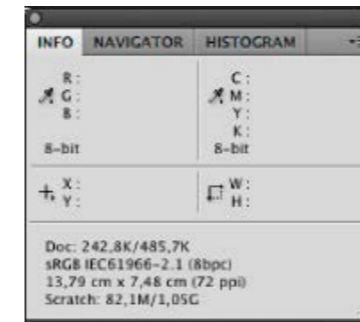 INFO NAVIGATOR HISTOGRAM
R :
G :
B :
8-bit
C :
M :
Y :
K :
8-bit
X :
Y :
W :
H :
Doc: 242,8K/485,7K
sRGB IEC61966-2.1 (8bpc)
13,79 cm x 7,48 cm (72 ppi)
Scratch: 82,1M/1,05G